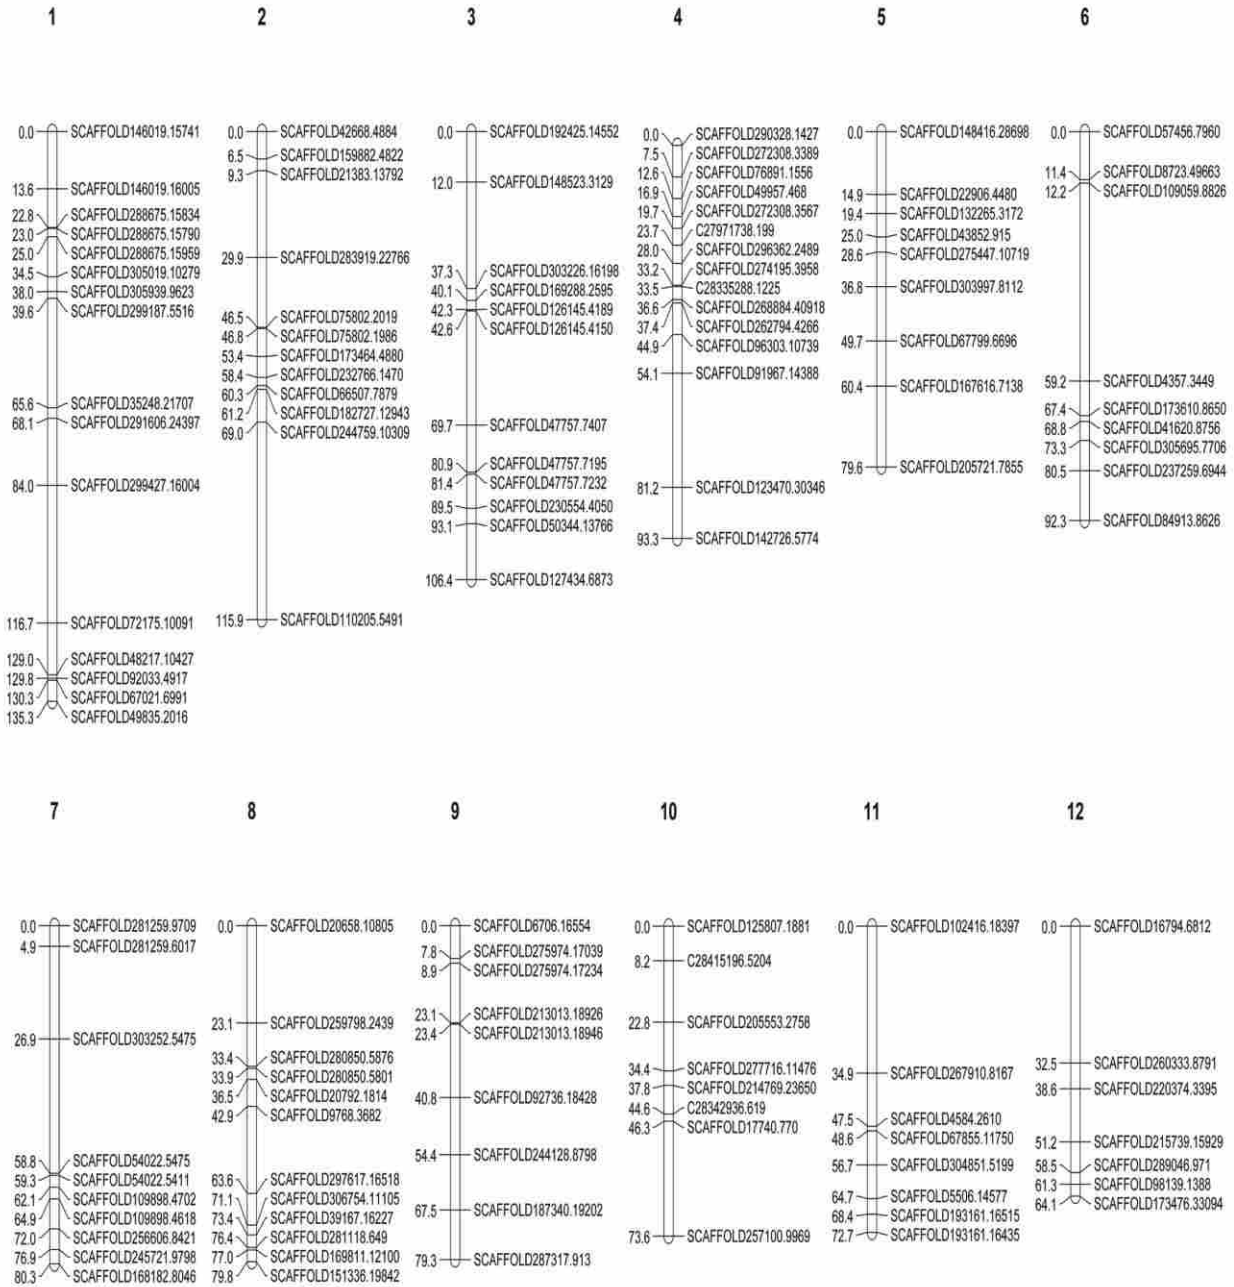 1
0.0 SCAFFOLD146019.15741
13.6 SCAFFOLD146019.16005
22.8 SCAFFOLD288675.15834
23.0 SCAFFOLD288675.15790
25.0 SCAFFOLD288675.15959
34.5 SCAFFOLD305019.10279
38.0 SCAFFOLD305939.9623
39.6 SCAFFOLD299187.5516
65.6 SCAFFOLD35248.21707
68.1 SCAFFOLD291606.24397
84.0 SCAFFOLD299427.16004
116.7 SCAFFOLD72175.10091
129.0 SCAFFOLD48217.10427
129.8 SCAFFOLD92033.4917
130.3 SCAFFOLD67021.6991
135.3 SCAFFOLD49835.2016
2
0.0 SCAFFOLD42668.4884
6.5 SCAFFOLD159882.4822
9.3 SCAFFOLD21383.13792
29.9 SCAFFOLD283919.22766
46.5 SCAFFOLD75802.2019
46.8 SCAFFOLD75802.1986
53.4 SCAFFOLD173464.4880
58.4 SCAFFOLD232766.1470
60.3 SCAFFOLD66507.7879
61.2 SCAFFOLD182727.12943
69.0 SCAFFOLD244759.10309
115.9 SCAFFOLD110205.5491
3
0.0 SCAFFOLD192425.14552
12.0 SCAFFOLD148523.3129
37.3 SCAFFOLD303226.16198
40.1 SCAFFOLD169288.2595
42.3 SCAFFOLD126145.4189
42.6 SCAFFOLD126145.4150
69.7 SCAFFOLD47757.7407
80.9 SCAFFOLD47757.7195
81.4 SCAFFOLD47757.7232
89.5 SCAFFOLD230554.4050
93.1 SCAFFOLD50344.13766
106.4 SCAFFOLD127434.6873
4
0.0 SCAFFOLD290328.1427
7.5 SCAFFOLD272308.3389
12.6 SCAFFOLD76891.1556
16.9 SCAFFOLD49957.468
19.7 SCAFFOLD272308.3567
23.7 C27971738.199
28.0 SCAFFOLD296362.2489
33.2 SCAFFOLD274195.3958
33.5 C28335288.1225
36.6 SCAFFOLD268884.40918
37.4 SCAFFOLD262794.4266
44.9 SCAFFOLD96303.10739
54.1 SCAFFOLD91967.14388
81.2 SCAFFOLD123470.30346
93.3 SCAFFOLD142726.5774
5
0.0 SCAFFOLD148416.28698
14.9 SCAFFOLD22906.4480
19.4 SCAFFOLD132265.3172
25.0 SCAFFOLD43852.915
28.6 SCAFFOLD275447.10719
36.8 SCAFFOLD303997.8112
49.7 SCAFFOLD67799.6696
60.4 SCAFFOLD167616.7138
79.6 SCAFFOLD205721.7855
6
0.0 SCAFFOLD57456.7960
11.4 SCAFFOLD8723.49663
12.2 SCAFFOLD109059.8826
59.2 SCAFFOLD4357.3449
67.4 SCAFFOLD173610.8650
68.8 SCAFFOLD41620.8756
73.3 SCAFFOLD305695.7706
80.5 SCAFFOLD237259.6944
92.3 SCAFFOLD84913.8626
7
0.0 SCAFFOLD281259.9709
4.9 SCAFFOLD281259.6017
26.9 SCAFFOLD303252.5475
58.8 SCAFFOLD54022.5475
59.3 SCAFFOLD54022.5411
62.1 SCAFFOLD109898.4702
64.9 SCAFFOLD109898.4618
72.0 SCAFFOLD256606.8421
76.9 SCAFFOLD245721.9798
80.3 SCAFFOLD168182.8046
8
0.0 SCAFFOLD20658.10805
23.1 SCAFFOLD259798.2439
33.4 SCAFFOLD280850.5876
33.9 SCAFFOLD280850.5801
36.5 SCAFFOLD20792.1814
42.9 SCAFFOLD9768.3682
63.6 SCAFFOLD297617.16518
71.1 SCAFFOLD306754.11105
73.4 SCAFFOLD39167.16227
76.4 SCAFFOLD281118.649
77.0 SCAFFOLD169811.12100
79.8 SCAFFOLD151336.19842
9
0.0 SCAFFOLD6706.16554
7.8 SCAFFOLD275974.17039
8.9 SCAFFOLD275974.17234
23.1 SCAFFOLD213013.18926
23.4 SCAFFOLD213013.18946
40.8 SCAFFOLD92736.18428
54.4 SCAFFOLD244128.8798
67.5 SCAFFOLD187340.19202
79.3 SCAFFOLD287317.913
10
0.0 SCAFFOLD125807.1881
8.2 C28415196.5204
22.8 SCAFFOLD205553.2758
34.4 SCAFFOLD277716.11476
37.8 SCAFFOLD214769.23650
44.6 C28342936.619
46.3 SCAFFOLD17740.770
73.6 SCAFFOLD257100.9969
11
0.0 SCAFFOLD102416.18397
34.9 SCAFFOLD267910.8167
47.5 SCAFFOLD4584.2610
48.6 SCAFFOLD67855.11750
56.7 SCAFFOLD304851.5199
64.7 SCAFFOLD5506.14577
68.4 SCAFFOLD193161.16515
72.7 SCAFFOLD193161.16435
12
0.0 SCAFFOLD16794.6812
32.5 SCAFFOLD260333.8791
38.6 SCAFFOLD220374.3395
51.2 SCAFFOLD215739.15929
58.5 SCAFFOLD289046.971
61.3 SCAFFOLD98139.1388
64.1 SCAFFOLD173476.33094